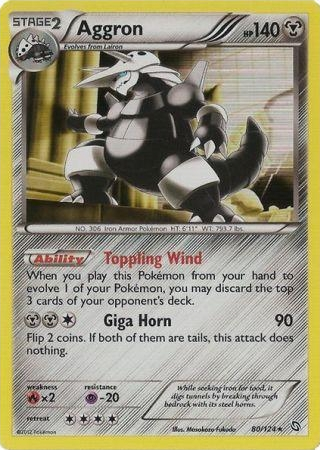 STAGE2
Aggron
HP140
Evolves from Lairon
NO. 306 Iron Armor Pokémon HT: 6'11" WT: 793.7 lbs.
Ability Toppling Wind
When you play this Pokémon from your hand to
evolve 1 of your Pokémon, you may discard the top
3 cards of your opponent's deck.
Giga Horn 90
Flip 2 coins. If both of them are tails, this attack does
nothing.
weakness resistance
×2 -20
retreat
While seeking iron for food, it
digs tunnels by breaking through
bedrock with its steel horns.
©2012 Pokémon
Illus. Masakazu Fukuda
80/124★